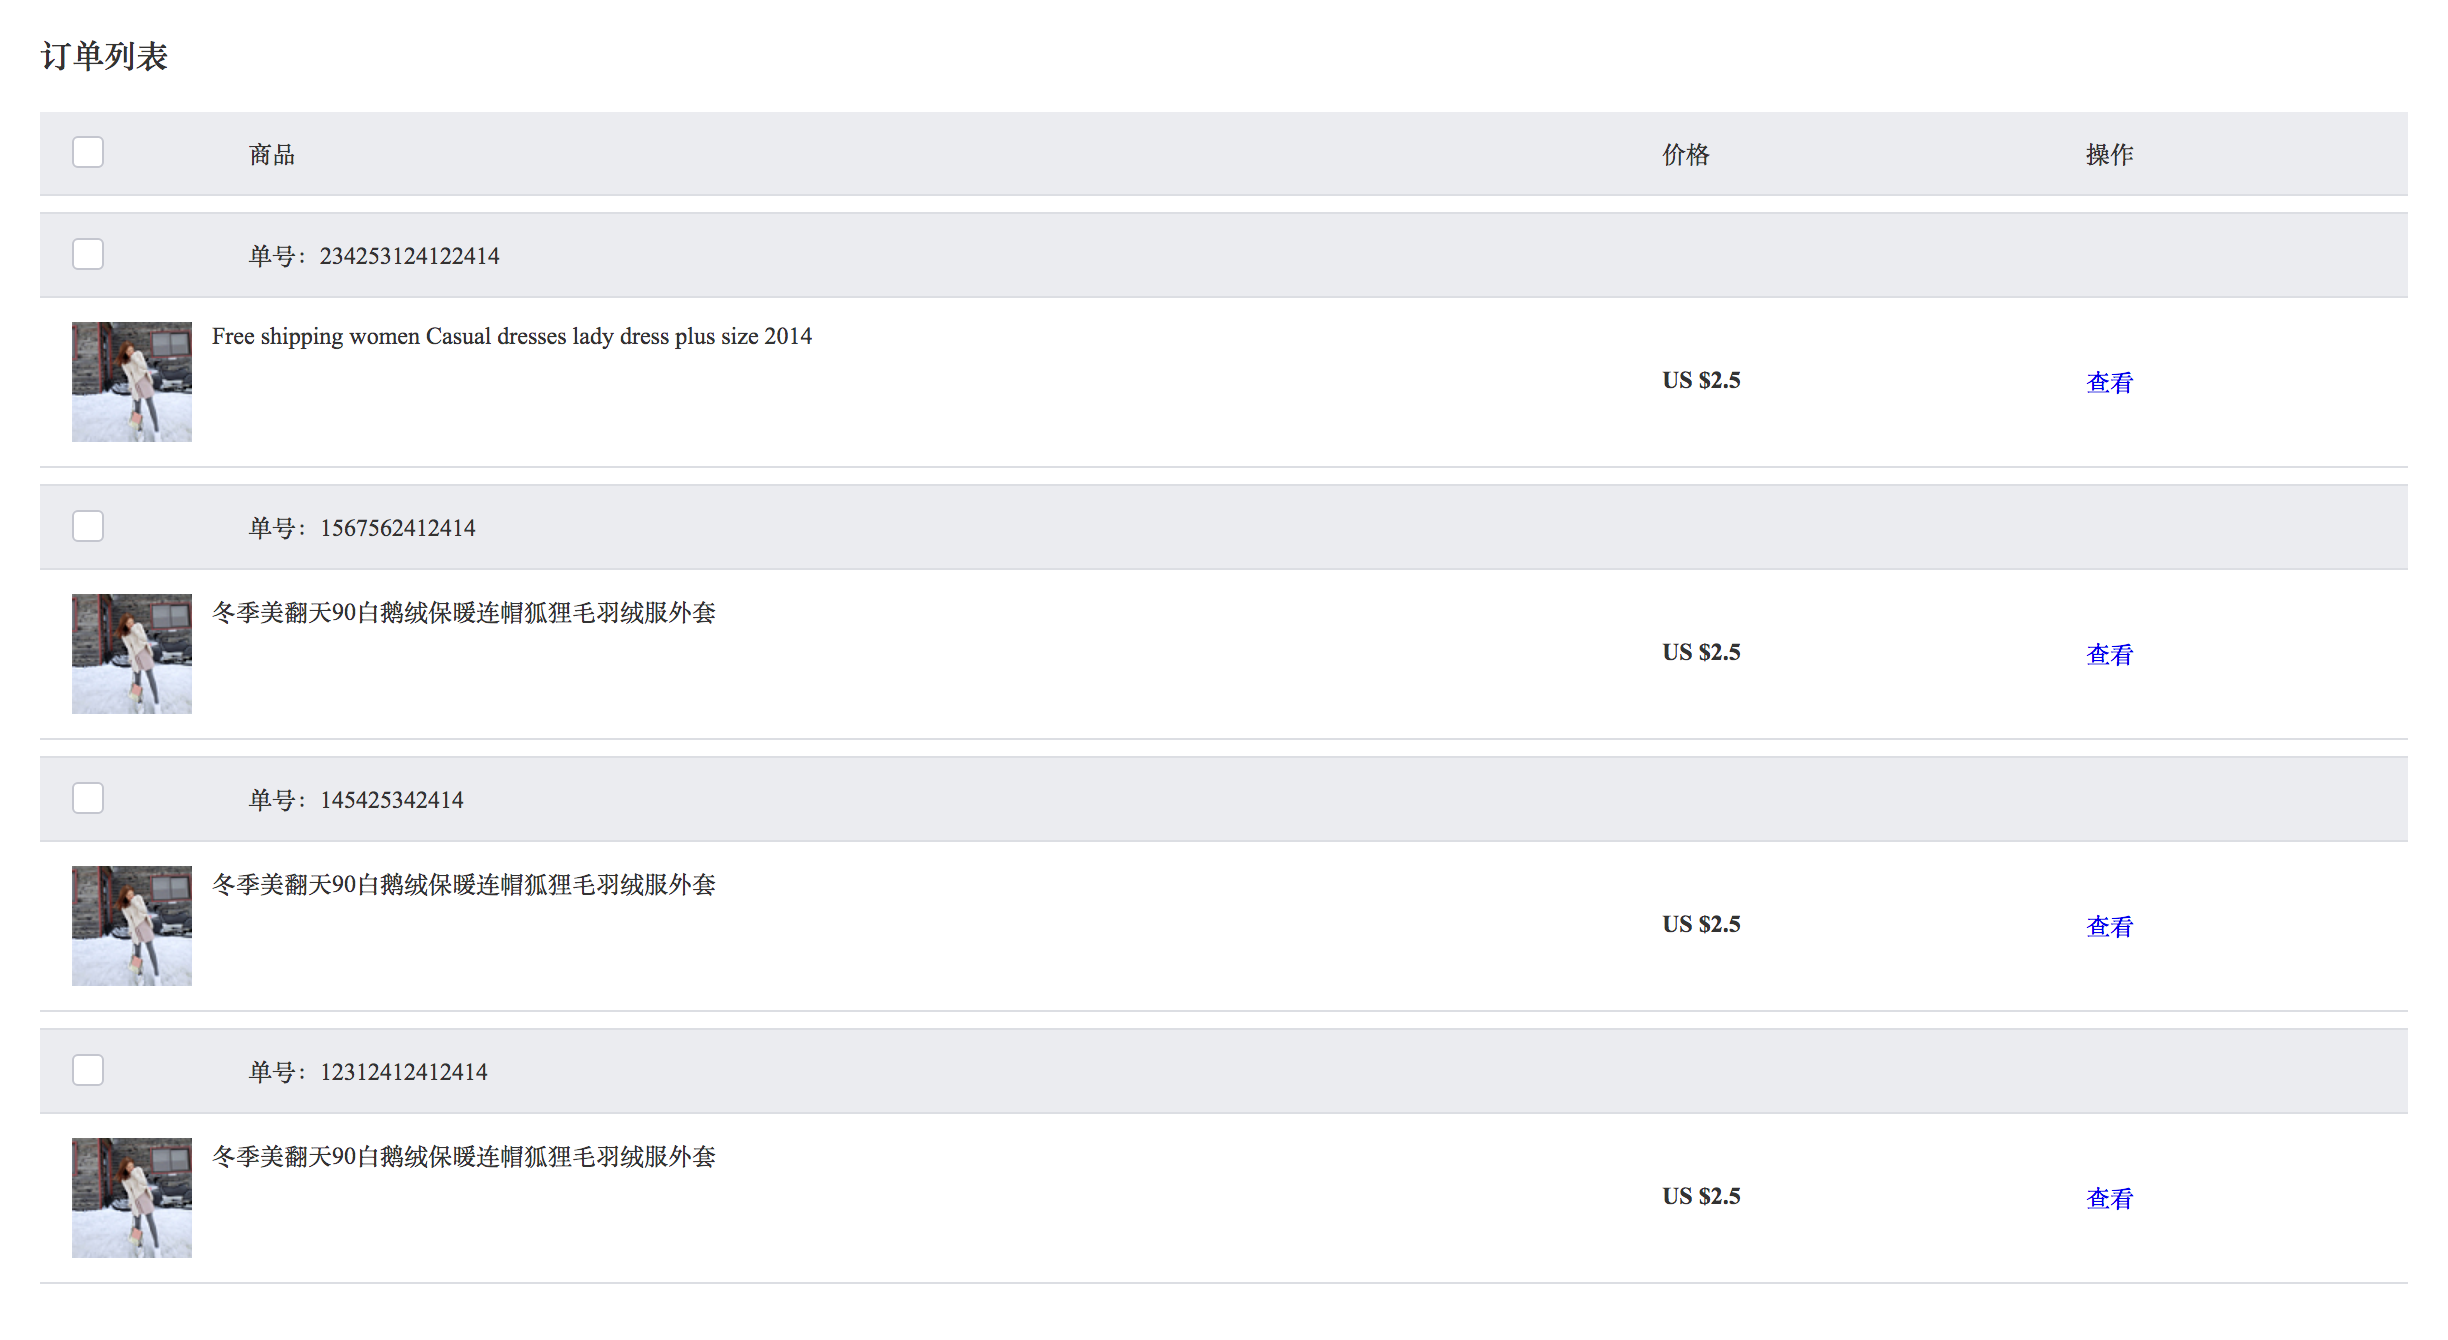 订单列表
商品 价格 操作
单号：234253124122414
Free shipping women Casual dresses lady dress plus size 2014
US $2.5 查看
单号：1567562412414
冬季美翻天90白鹅绒保暖连帽狐狸毛羽绒服外套
US $2.5 查看
单号：145425342414
冬季美翻天90白鹅绒保暖连帽狐狸毛羽绒服外套
US $2.5 查看
单号：12312412412414
冬季美翻天90白鹅绒保暖连帽狐狸毛羽绒服外套
US $2.5 查看